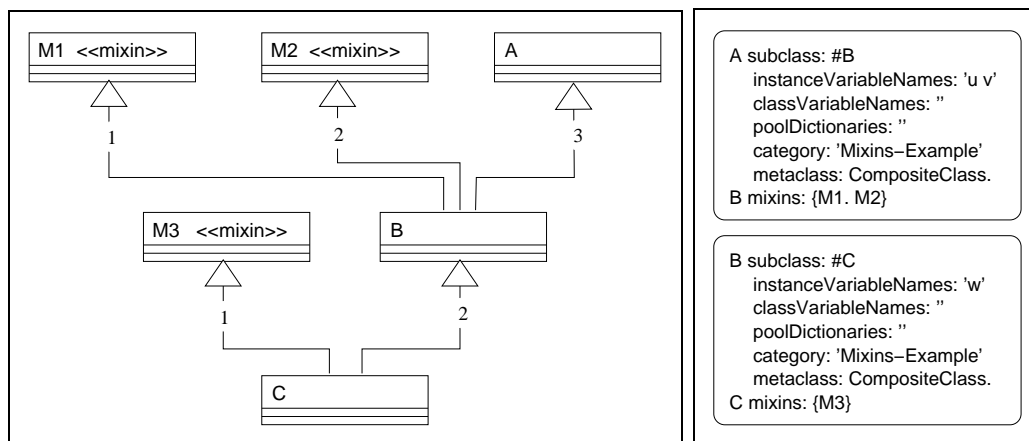 M1 <<mixin>>
M2 <<mixin>>
A
1
2
3
M3 <<mixin>>
B
1
2
C
A subclass: #B
instanceVariableNames: 'u v'
classVariableNames: ''
poolDictionaries: ''
category: 'Mixins−Example'
metaclass: CompositeClass.
B mixins: {M1. M2}
B subclass: #C
instanceVariableNames: 'w'
classVariableNames: ''
poolDictionaries: ''
category: 'Mixins−Example'
metaclass: CompositeClass.
C mixins: {M3}